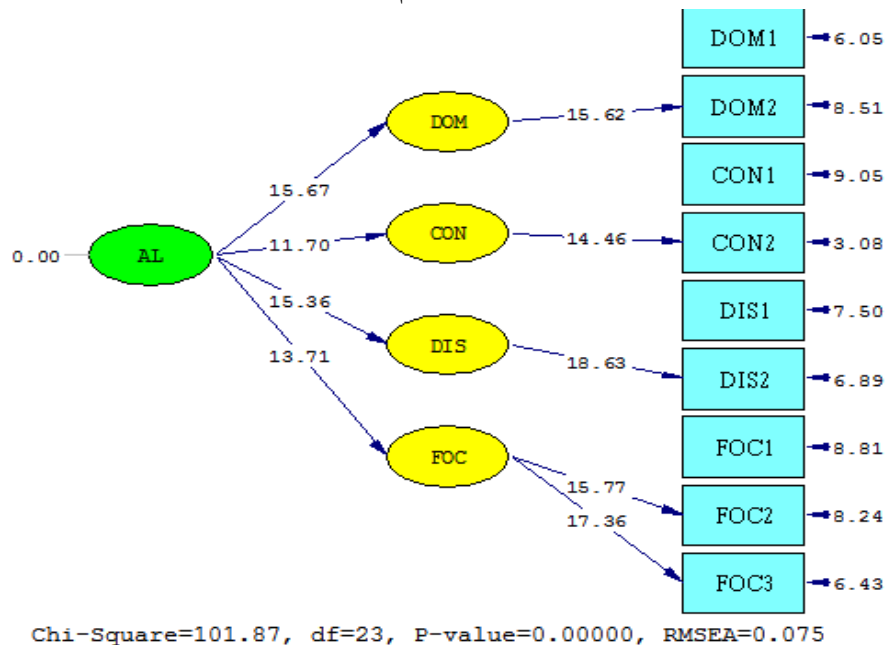 DOM1 6.05
DOM 15.62 DOM2 8.51
15.67
CON1 9.05
0.00 AL 11.70 CON 14.46 CON2 3.08
15.36
DIS1 7.50
13.71 DIS 18.63 DIS2 6.89
FOC1 8.81
FOC 15.77 FOC2 8.24
17.36
FOC3 6.43
Chi-Square=101.87, df=23, P-value=0.00000, RMSEA=0.075